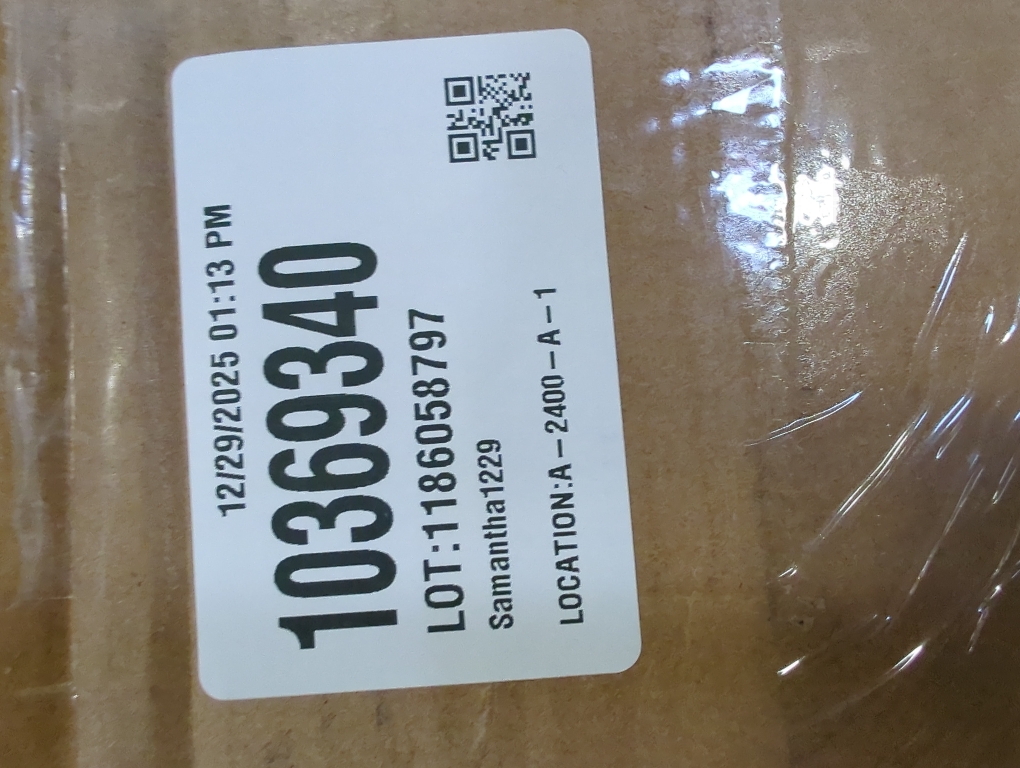 12/29/2025 01:13 PM
10369340
LOT:1186058797
Samantha1229
LOCATION:A-2400-A-1